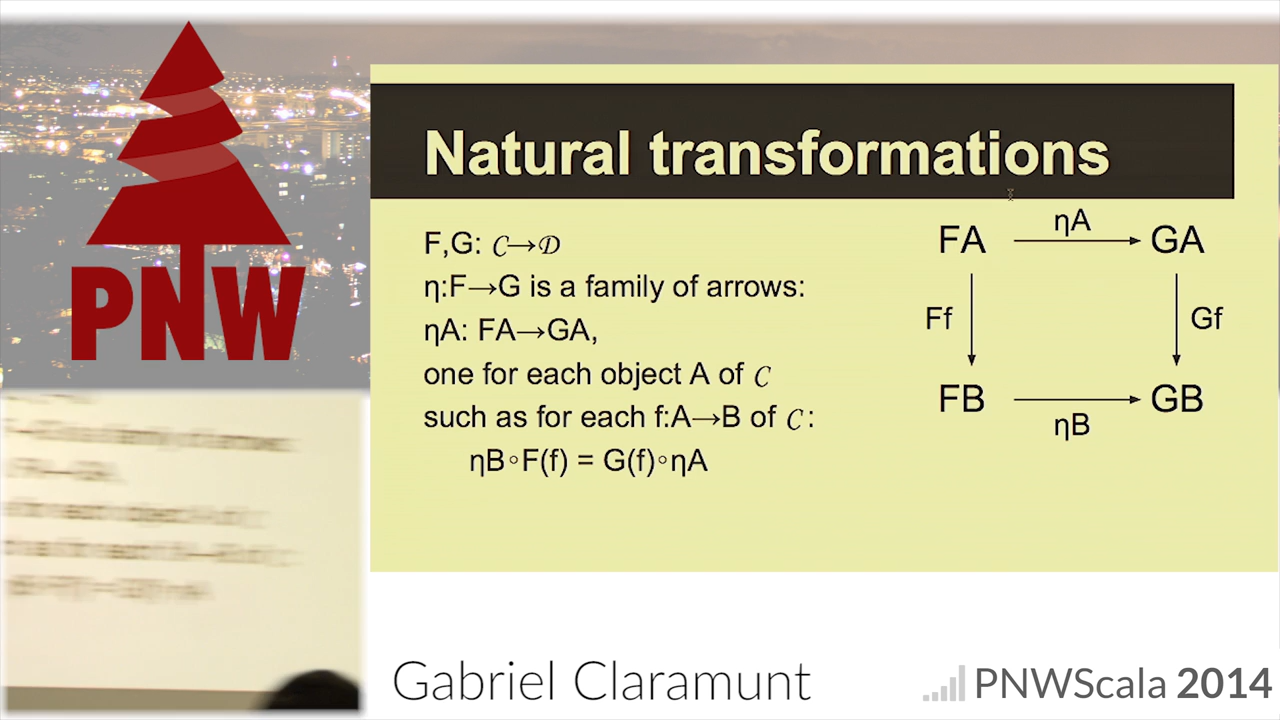 PNW
Natural transformations
F,G: 𝒞→𝒟
η:F→G is a family of arrows:
ηA: FA→GA,
one for each object A of 𝒞
such as for each f:A→B of 𝒞:
ηB∘F(f) = G(f)∘ηA
FA ηA GA
Ff Gf
FB ηB GB
Gabriel Claramunt
PNWScala 2014